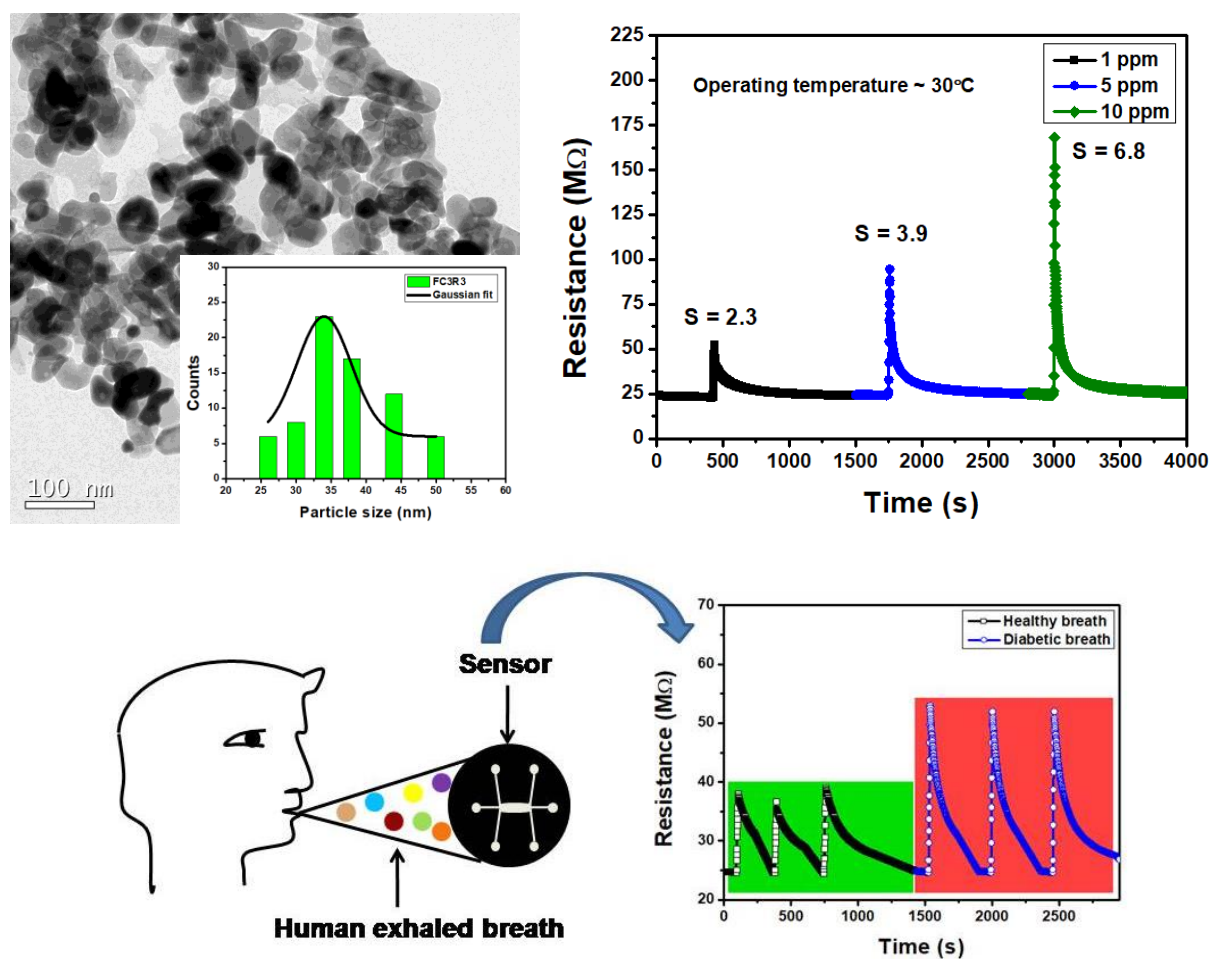 100 nm
30
25
20
15
10
5
0
Counts
FC3R3
Gaussian fit
20 25 30 35 40 45 50 55 60
Particle size (nm)
225
200
175
150
125
100
75
50
25
0
Resistance (MΩ)
Operating temperature ~ 30°C
1 ppm
5 ppm
10 ppm
S = 2.3
S = 3.9
S = 6.8
0 500 1000 1500 2000 2500 3000 3500 4000
Time (s)
Sensor
Human exhaled breath
70
60
50
40
30
20
Resistance (MΩ)
Healthy breath
Diabetic breath
0 500 1000 1500 2000 2500
Time (s)